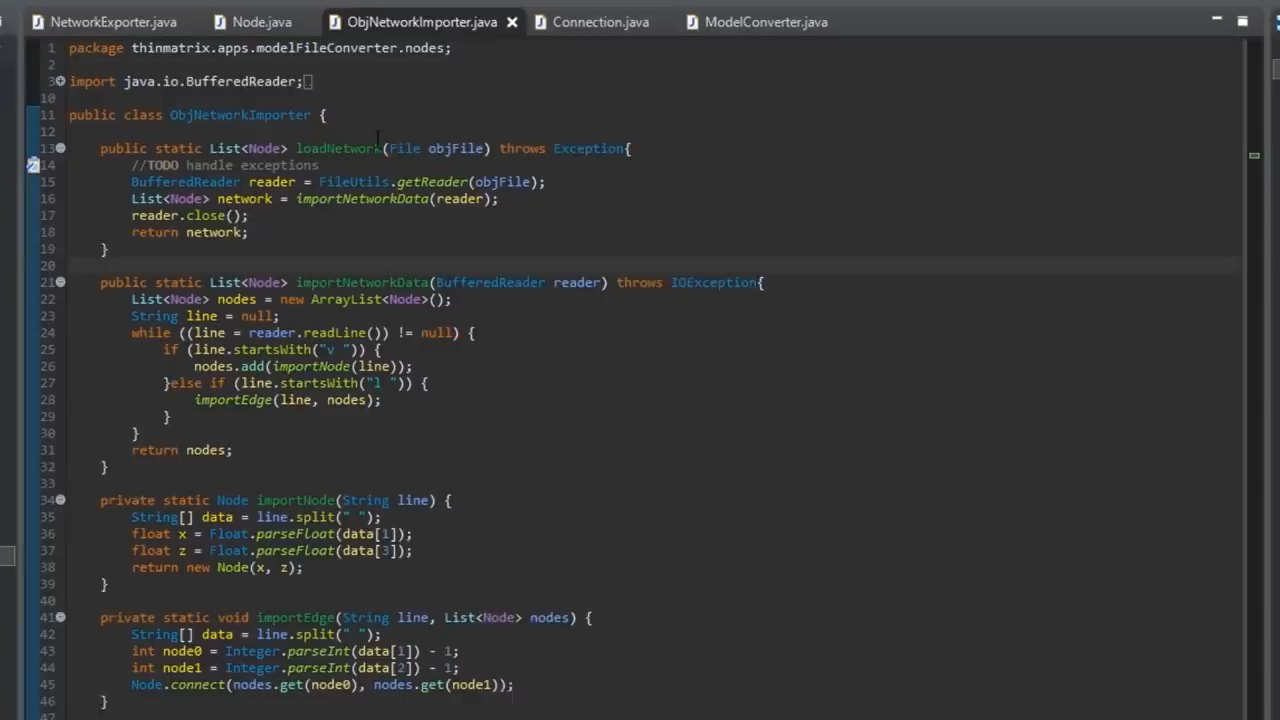 NetworkExporter.java Node.java ObjNetworkImporter.java Connection.java ModelConverter.java
1 package thinmatrix.apps.modelFileConverter.nodes;
2
3 import java.io.BufferedReader;
10
11 public class ObjNetworkImporter {
12
13 public static List<Node> loadNetwork(File objFile) throws Exception{
14 //TODO handle exceptions
15 BufferedReader reader = FileUtils.getReader(objFile);
16 List<Node> network = importNetworkData(reader);
17 reader.close();
18 return network;
19 }
20
21 public static List<Node> importNetworkData(BufferedReader reader) throws IOException{
22 List<Node> nodes = new ArrayList<Node>();
23 String line = null;
24 while ((line = reader.readLine()) != null) {
25 if (line.startsWith("v ")) {
26 nodes.add(importNode(line));
27 }else if (line.startsWith("l ")) {
28 importEdge(line, nodes);
29 }
30 }
31 return nodes;
32 }
33
34 private static Node importNode(String line) {
35 String[] data = line.split(" ");
36 float x = Float.parseFloat(data[1]);
37 float z = Float.parseFloat(data[3]);
38 return new Node(x, z);
39 }
40
41 private static void importEdge(String line, List<Node> nodes) {
42 String[] data = line.split(" ");
43 int node0 = Integer.parseInt(data[1]) - 1;
44 int node1 = Integer.parseInt(data[2]) - 1;
45 Node.connect(nodes.get(node0), nodes.get(node1));
46 }
47